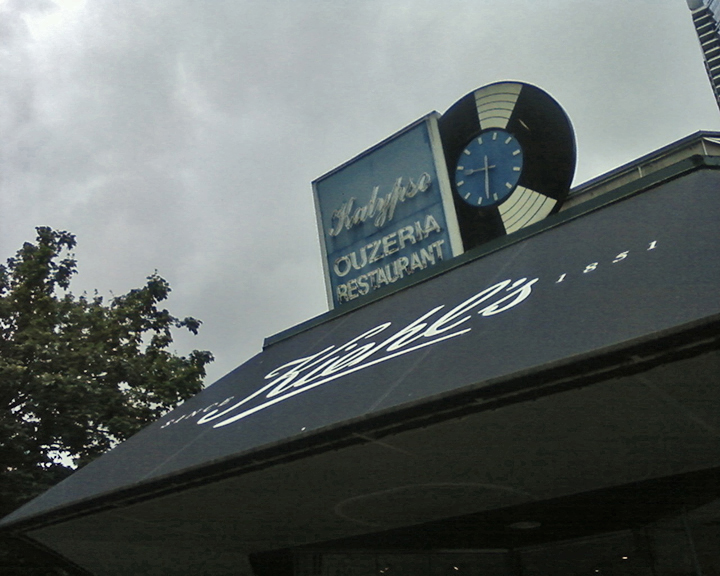 Kalypso
OUZERIA
RESTAURANT
SINCE Kiehl's 1851